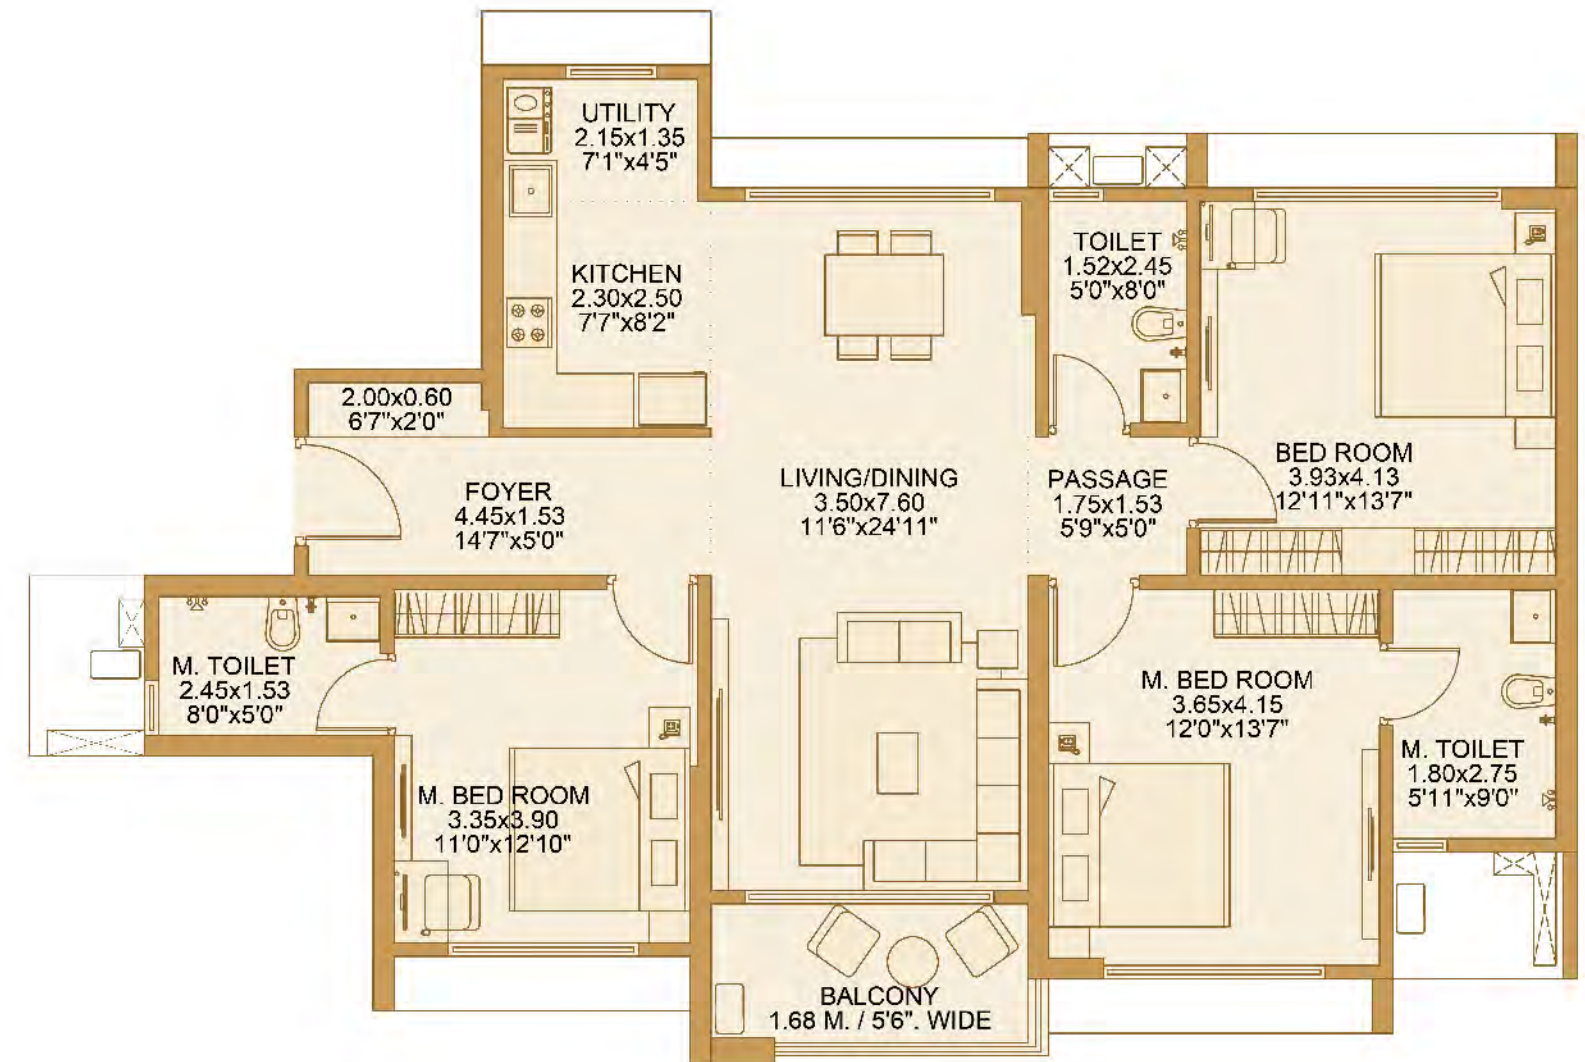 UTILITY
2.15x1.35
7'1"x4'5"
TOILET
1.52x2.45
5'0"x8'0"
KITCHEN
2.30x2.50
7'7"x8'2"
2.00x0.60
6'7"x2'0"
BED ROOM
3.93x4.13
12'11"x13'7"
FOYER
4.45x1.53
14'7"x5'0"
LIVING/DINING
3.50x7.60
11'6"x24'11"
PASSAGE
1.75x1.53
5'9"x5'0"
M. TOILET
2.45x1.53
8'0"x5'0"
M. BED ROOM
3.65x4.15
12'0"x13'7"
M. TOILET
1.80x2.75
5'11"x9'0"
M. BED ROOM
3.35x3.90
11'0"x12'10"
BALCONY
1.68 M. / 5'6". WIDE